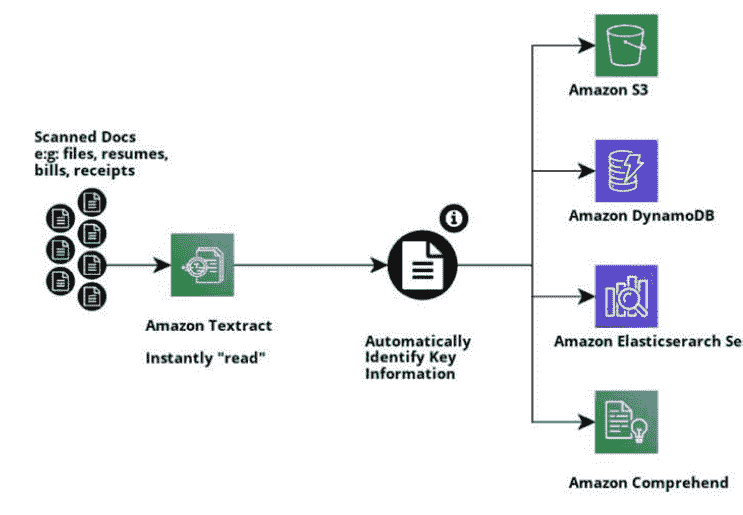 Scanned Docs
e:g: files, resumes,
bills, receipts
Amazon Textract
Instantly "read"
Automatically
Identify Key
Information
Amazon S3
Amazon DynamoDB
Amazon Elasticserarch Se
Amazon Comprehend